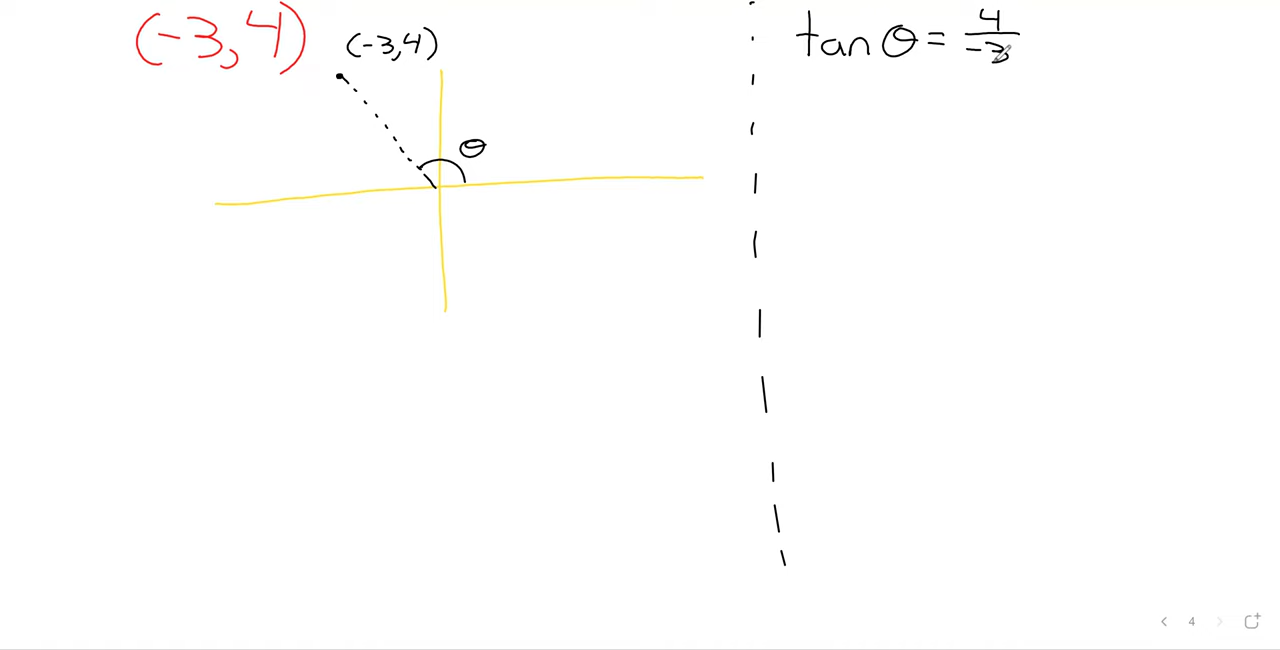 (-3,4)
(-3,4)
θ
tan θ = 4/-3
4